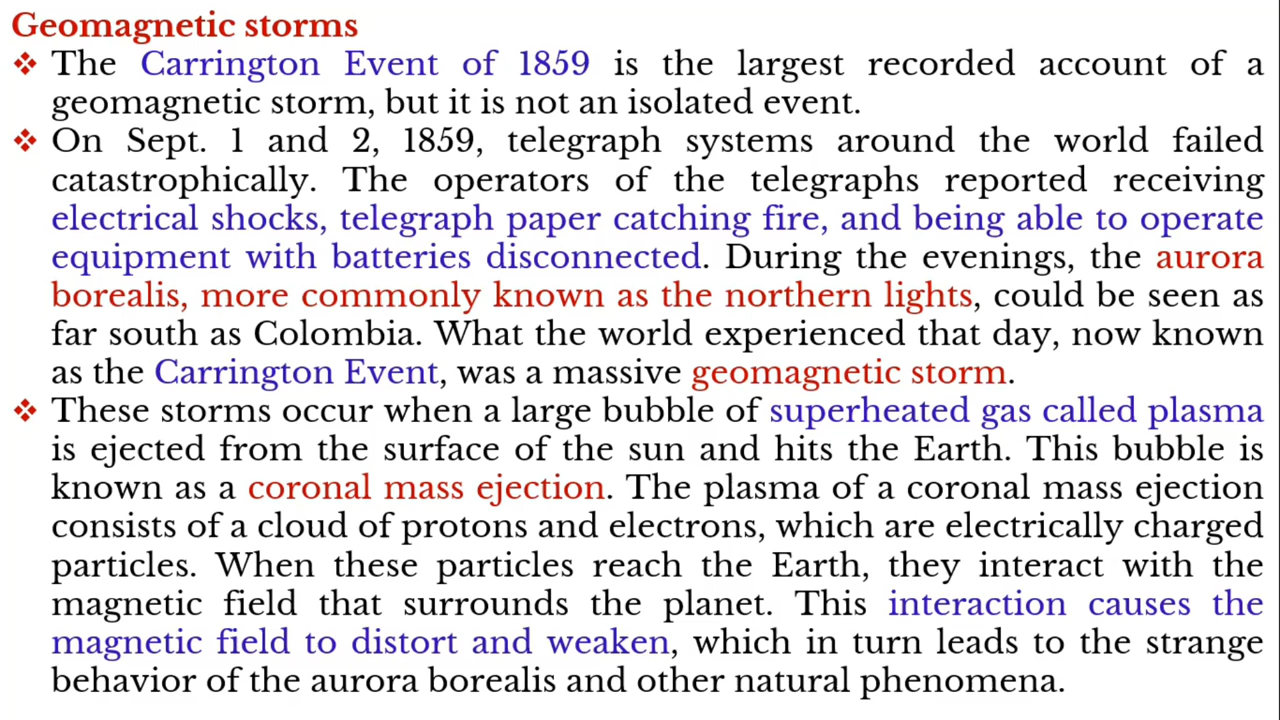 Geomagnetic storms
❖ The Carrington Event of 1859 is the largest recorded account of a
geomagnetic storm, but it is not an isolated event.
❖ On Sept. 1 and 2, 1859, telegraph systems around the world failed
catastrophically. The operators of the telegraphs reported receiving
electrical shocks, telegraph paper catching fire, and being able to operate
equipment with batteries disconnected. During the evenings, the aurora
borealis, more commonly known as the northern lights, could be seen as
far south as Colombia. What the world experienced that day, now known
as the Carrington Event, was a massive geomagnetic storm.
❖ These storms occur when a large bubble of superheated gas called plasma
is ejected from the surface of the sun and hits the Earth. This bubble is
known as a coronal mass ejection. The plasma of a coronal mass ejection
consists of a cloud of protons and electrons, which are electrically charged
particles. When these particles reach the Earth, they interact with the
magnetic field that surrounds the planet. This interaction causes the
magnetic field to distort and weaken, which in turn leads to the strange
behavior of the aurora borealis and other natural phenomena.